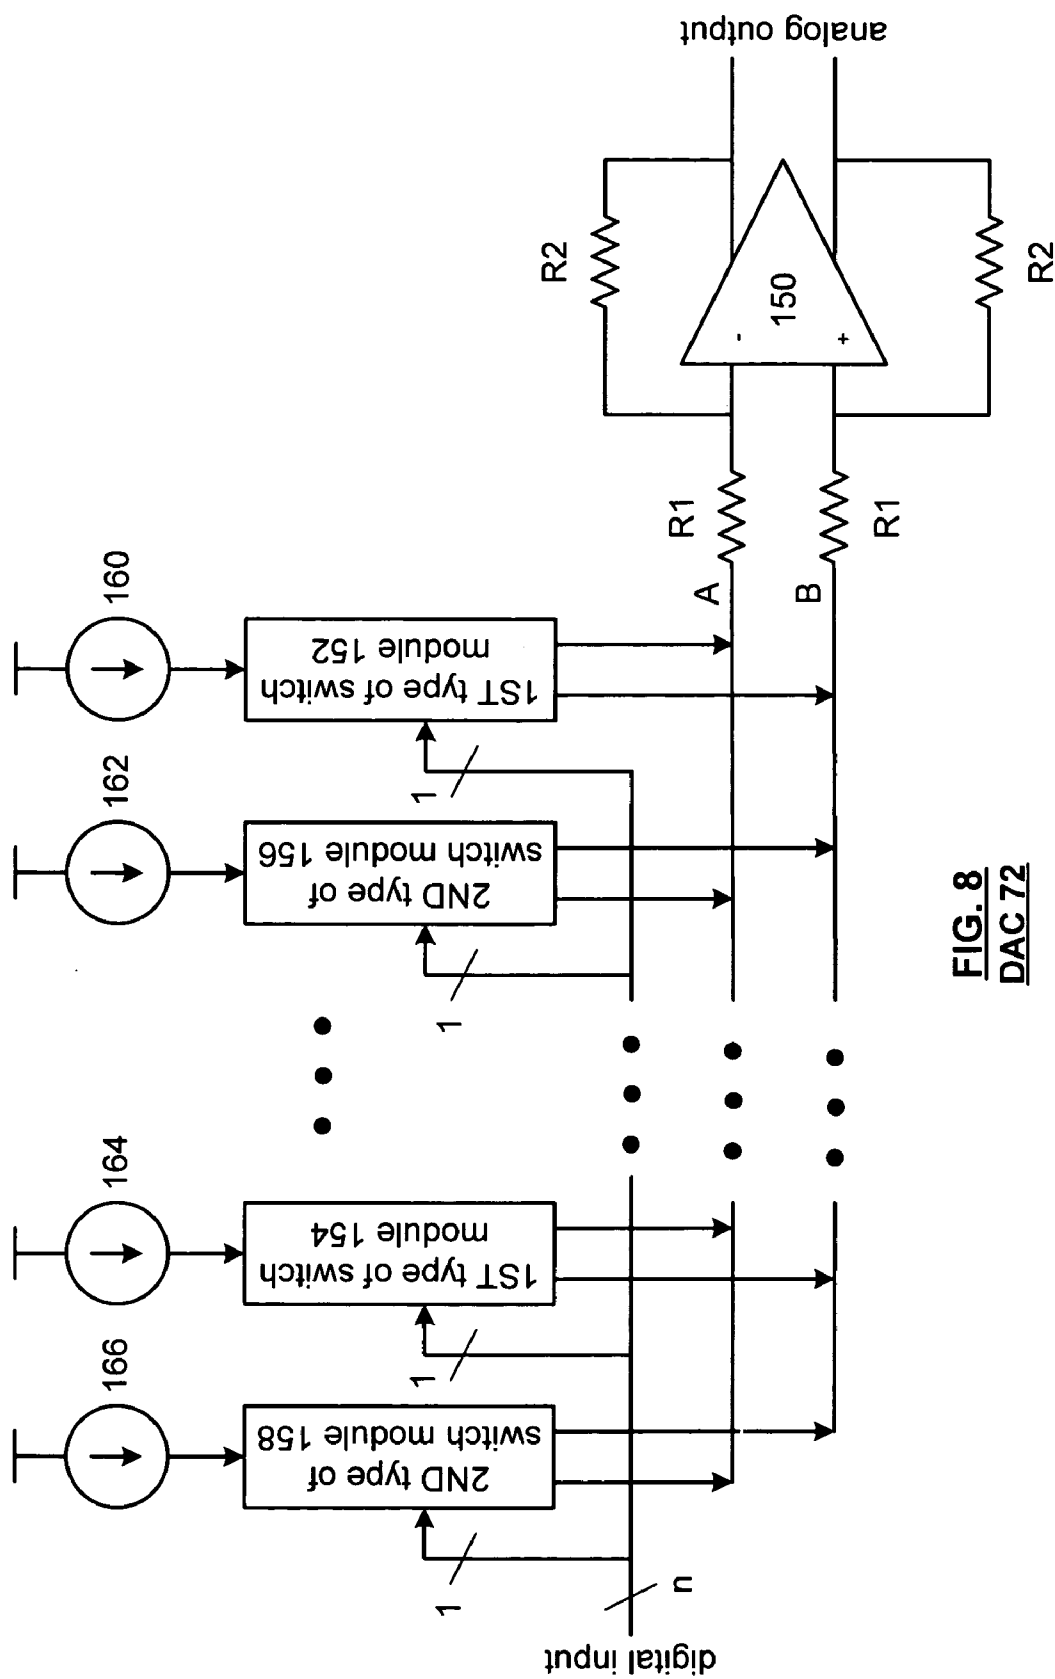 166
164
162
160
2ND type of
switch module 158
1ST type of switch
module 154
2ND type of
switch module 156
1ST type of switch
module 152
1
1
1
1
digital input
n
A
B
R1
R1
R2
R2
-
+
150
analog output
FIG. 8
DAC 72